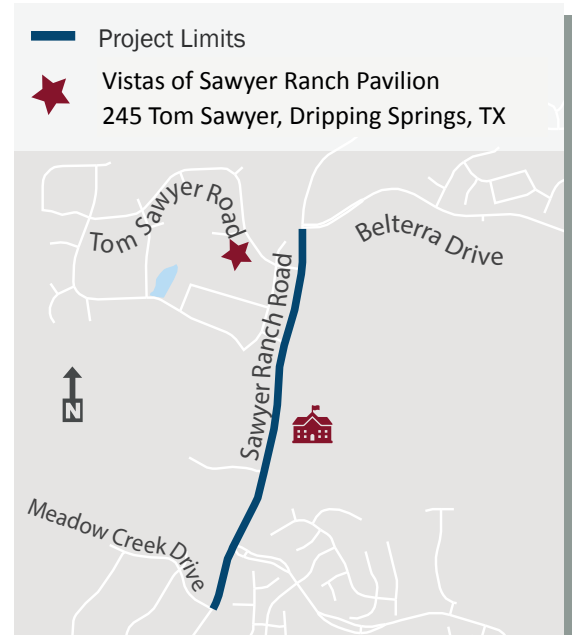 Project Limits
Vistas of Sawyer Ranch Pavilion
245 Tom Sawyer, Dripping Springs, TX
Tom Sawyer Road
Belterra Drive
Sawyer Ranch Road
N
Meadow Creek Drive